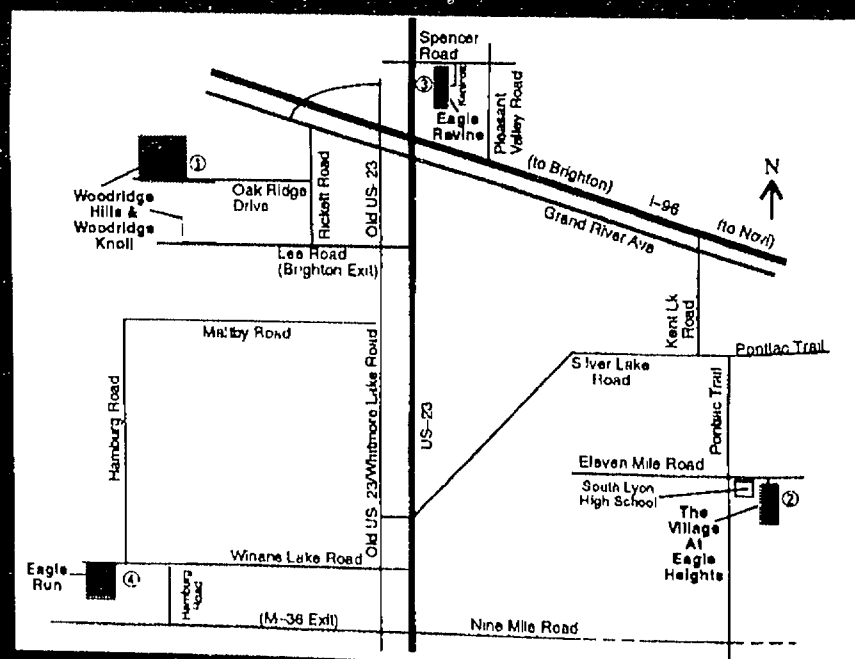 Spencer
Road
③
Eagle
Ravine
Pleasant
Valley Road
①
Woodridge
Hills &
Woodridge
Knoll
Oak Ridge
Drive
Rickett Road
Old US-23
Lee Road
(Brighton Exit)
(to Brighton)
I-96
(to Novi)
Grand River Ave
N
Kent Lk
Road
Maltby Road
Hamburg Road
Old US 23/Whitmore Lake Road
US-23
Silver Lake
Road
Pontiac Trail
Pontiac Trail
Eleven Mile Road
South Lyon
High School
②
The
Village
At
Eagle
Heights
Winans Lake Road
Eagle
Run
④
Hamburg
Road
(M-36 Exit)
Nine Mile Road